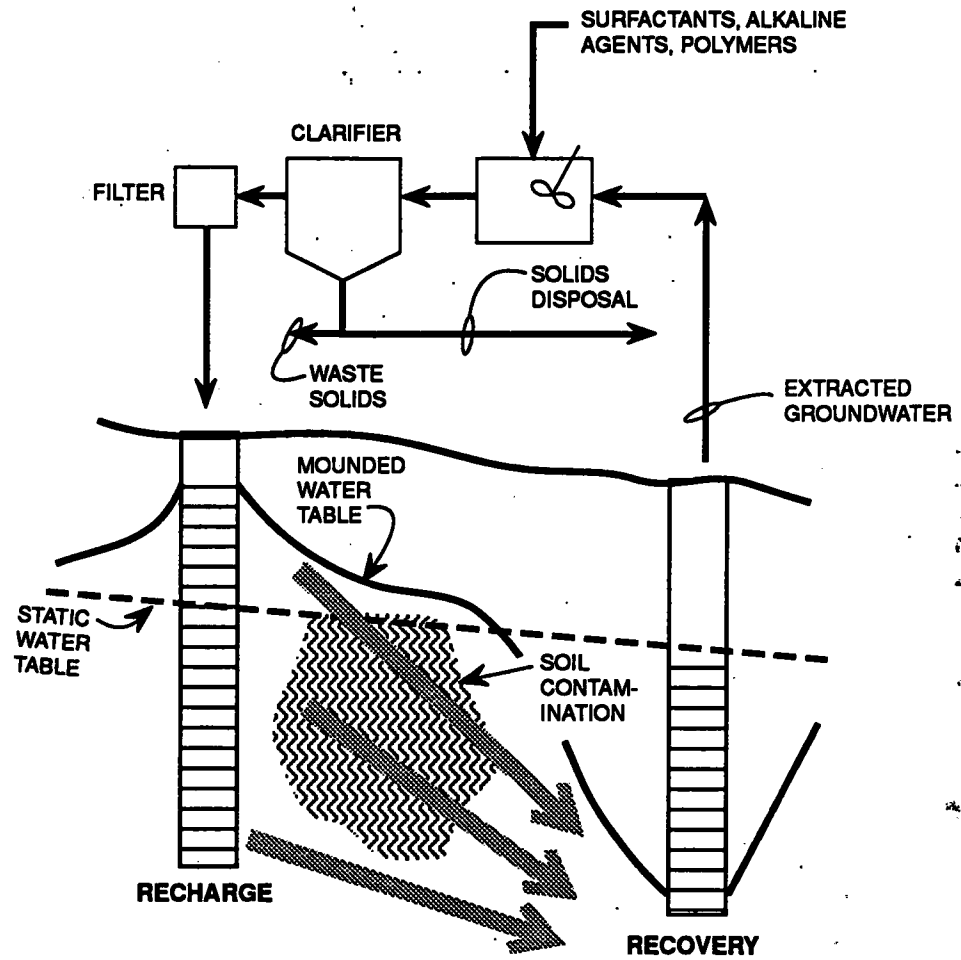 SURFACTANTS, ALKALINE
AGENTS, POLYMERS
CLARIFIER
FILTER
SOLIDS
DISPOSAL
WASTE
SOLIDS
EXTRACTED
GROUNDWATER
MOUNDED
WATER
TABLE
STATIC
WATER
TABLE
SOIL
CONTAM-
INATION
RECHARGE
RECOVERY